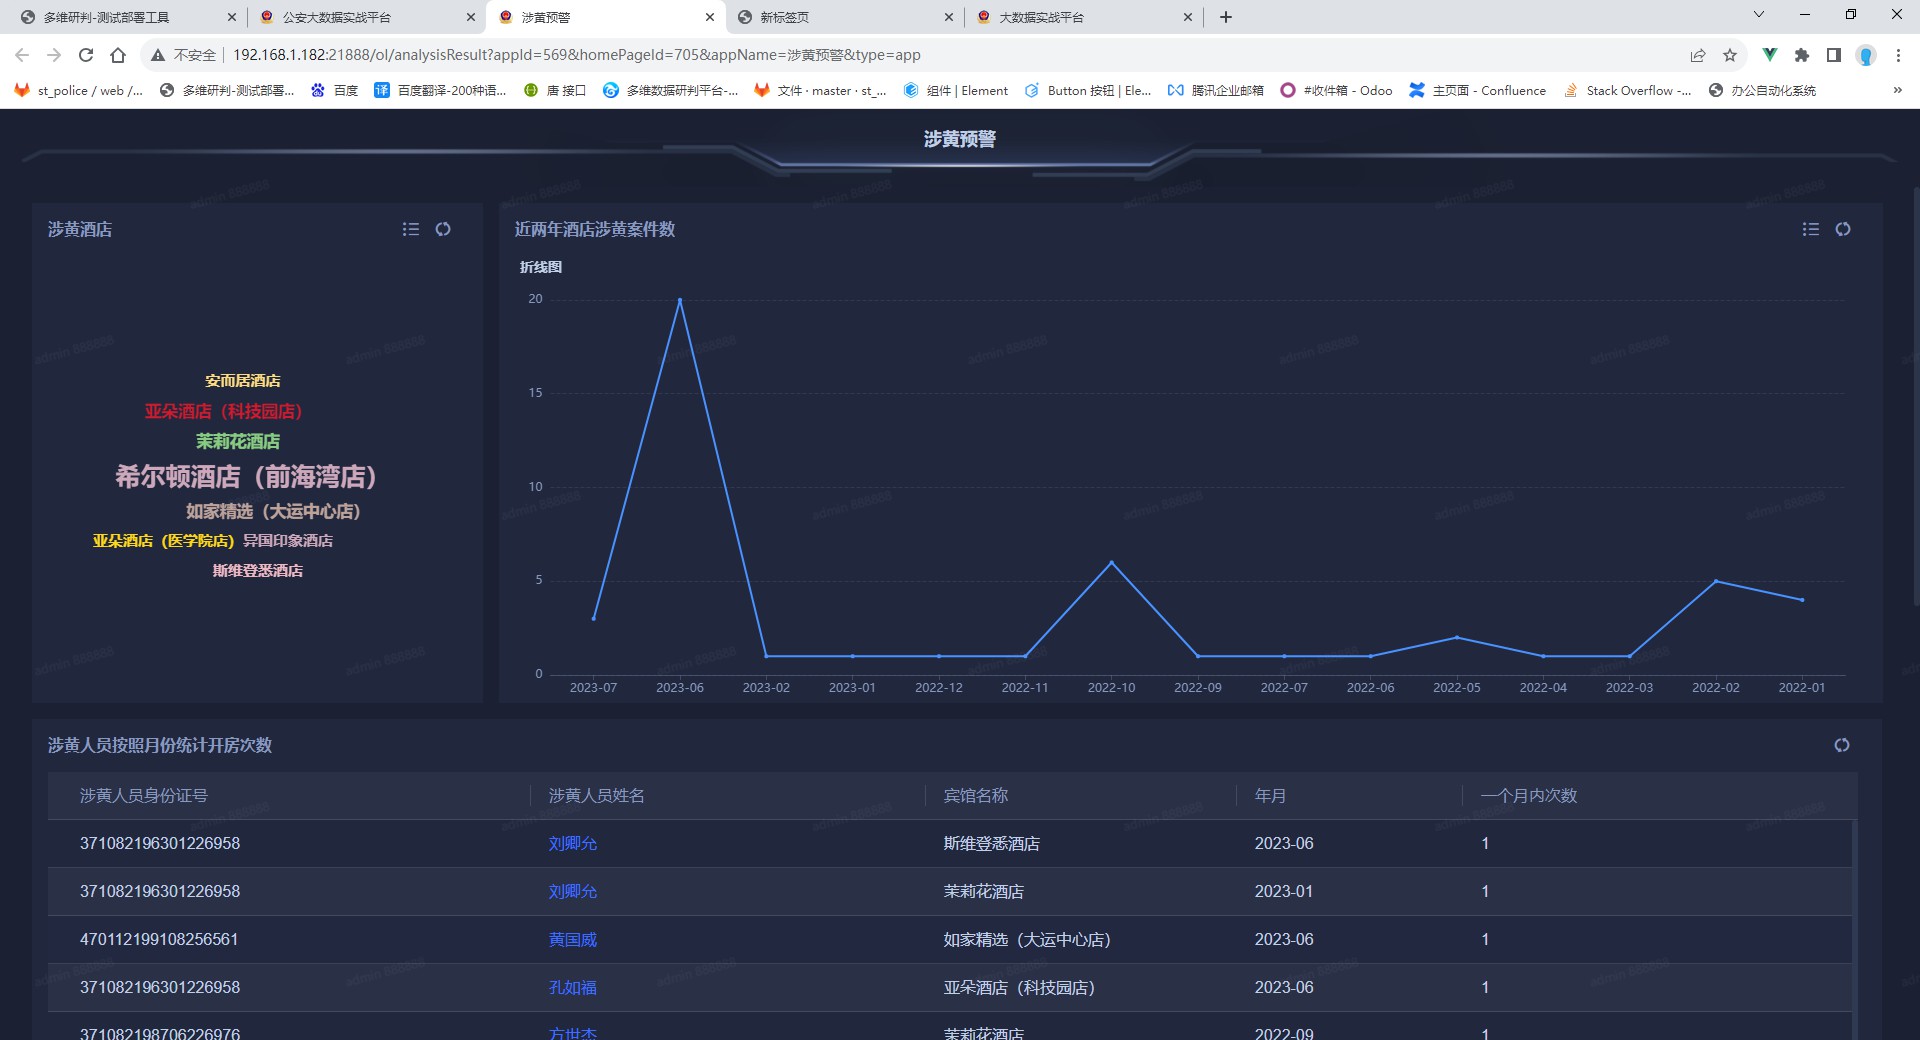 多维研判-测试部署工具
公安大数据实战平台
涉黄预警
新标签页
大数据实战平台
不安全 192.168.1.182:21888/ol/analysisResult?appId=569&homePageId=705&appName=涉黄预警&type=app
st_police / web /...
多维研判-测试部署...
百度
百度翻译-200种语...
唐 接口
多维数据研判平台-...
文件 · master · st_...
组件 | Element
Button 按钮 | Ele...
腾讯企业邮箱
#收件箱 - Odoo
主页面 - Confluence
Stack Overflow -...
办公自动化系统
涉黄预警
涉黄酒店
安而居酒店
亚朵酒店（科技园店）
茉莉花酒店
希尔顿酒店（前海湾店）
如家精选（大运中心店）
亚朵酒店（医学院店） 异国印象酒店
斯维登悉酒店
近两年酒店涉黄案件数
折线图
20
15
10
5
0
2023-07 2023-06 2023-02 2023-01 2022-12 2022-11 2022-10 2022-09 2022-07 2022-06 2022-05 2022-04 2022-03 2022-02 2022-01
涉黄人员按照月份统计开房次数
涉黄人员身份证号 涉黄人员姓名 宾馆名称 年月 一个月内次数
371082196301226958 刘卿允 斯维登悉酒店 2023-06 1
371082196301226958 刘卿允 茉莉花酒店 2023-01 1
470112199108256561 黄国威 如家精选（大运中心店） 2023-06 1
371082196301226958 孔如福 亚朵酒店（科技园店） 2023-06 1
371082198706226976 方世杰 茉莉花酒店 2022-09 1
admin 888888